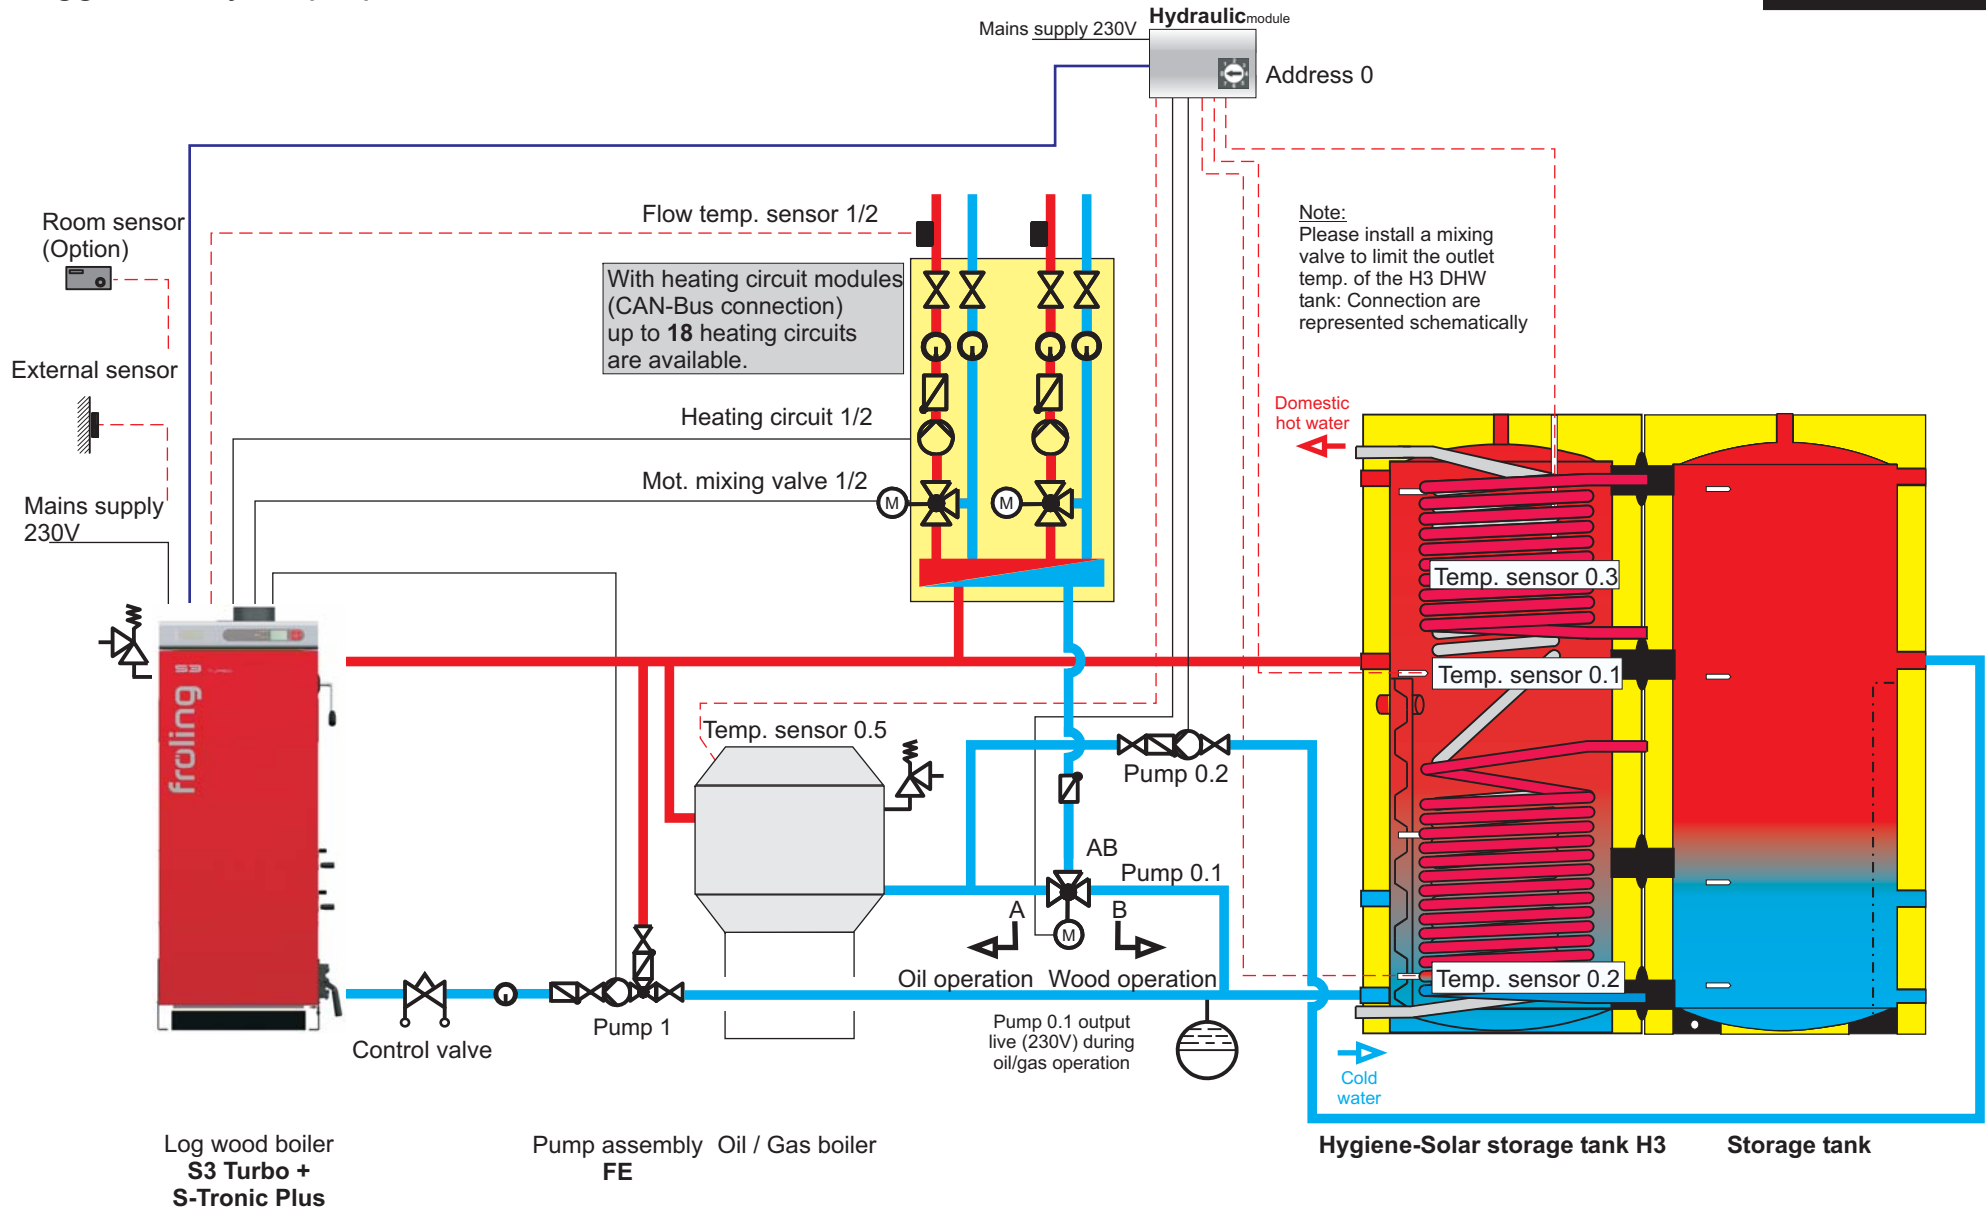 Hydraulicmodule
Mains supply 230V
Address 0
Room sensor
(Option)
Flow temp. sensor 1/2
Note:
Please install a mixing
valve to limit the outlet
temp. of the H3 DHW
tank: Connection are
represented schematically
With heating circuit modules
(CAN-Bus connection)
up to 18 heating circuits
are available.
External sensor
Heating circuit 1/2
Domestic
hot water
Mot. mixing valve 1/2
M
M
Mains supply
230V
Temp. sensor 0.3
S3
Temp. sensor 0.1
fröling
Temp. sensor 0.5
Pump 0.2
AB
Pump 0.1
A
B
M
Oil operation
Wood operation
Temp. sensor 0.2
Pump 1
Control valve
Pump 0.1 output
live (230V) during
oil/gas operation
Cold
water
Log wood boiler
S3 Turbo +
S-Tronic Plus
Pump assembly
FE
Oil / Gas boiler
Hygiene-Solar storage tank H3
Storage tank